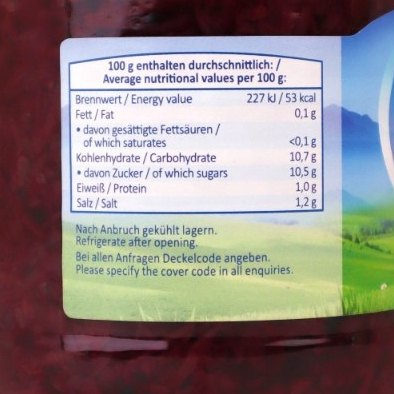 100 g enthalten durchschnittlich: /
Average nutritional values per 100 g:
Brennwert / Energy value 227 kJ / 53 kcal
Fett / Fat 0,1 g
• davon gesättigte Fettsäuren /
of which saturates <0,1 g
Kohlenhydrate / Carbohydrate 10,7 g
• davon Zucker / of which sugars 10,5 g
Eiweiß / Protein 1,0 g
Salz / Salt 1,2 g
Nach Anbruch gekühlt lagern.
Refrigerate after opening.
Bei allen Anfragen Deckelcode angeben.
Please specify the cover code in all enquiries.